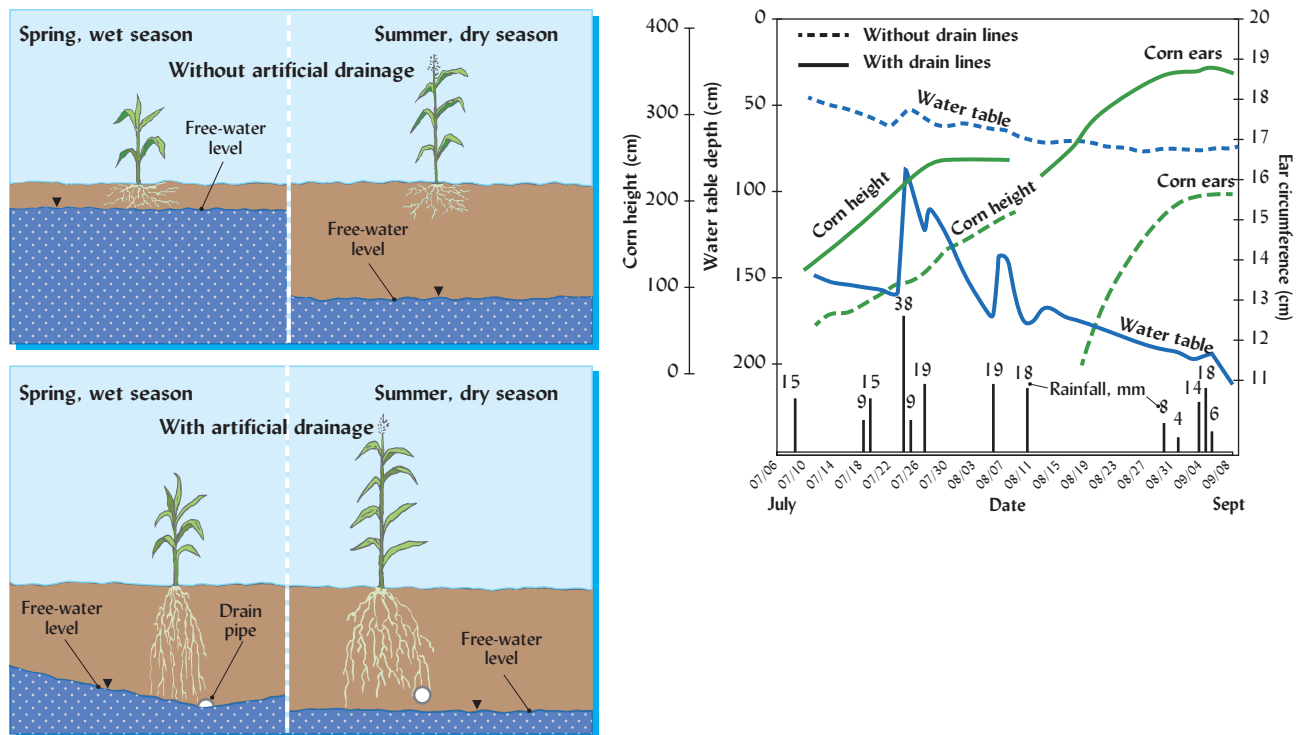 Spring, wet season
Summer, dry season
Without artificial drainage
Free-water
level
Free-water
level
Spring, wet season
Summer, dry season
With artificial drainage
Free-water
level
Drain
pipe
Free-water
level
Corn height (cm)
400
300
200
100
0
Water table depth (cm)
0
50
100
150
200
Without drain lines
With drain lines
Water table
Corn ears
Corn height
Corn height
Corn ears
Water table
15
9
15
38
9
19
19
18
Rainfall, mm
8
4
14
18
6
20
19
18
17
16
15
14
13
12
11
Ear circumference (cm)
07/06
07/10
07/14
07/18
07/22
07/26
07/30
08/03
08/07
08/11
08/15
08/19
08/23
08/27
08/31
09/04
09/08
July
Date
Sept